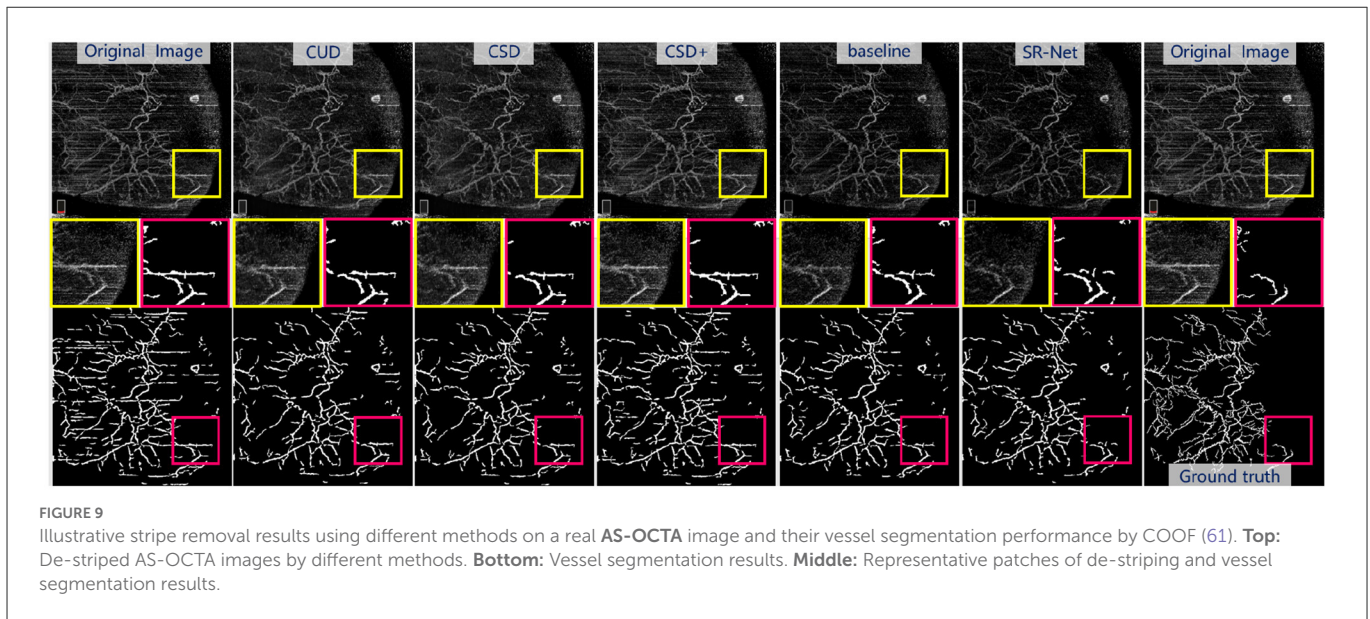 Original Image
CUD
CSD
CSD+
baseline
SR-Net
Original Image
Ground truth
FIGURE 9
Illustrative stripe removal results using different methods on a real AS-OCTA image and their vessel segmentation performance by COOF (61). Top:
De-striped AS-OCTA images by different methods. Bottom: Vessel segmentation results. Middle: Representative patches of de-striping and vessel
segmentation results.